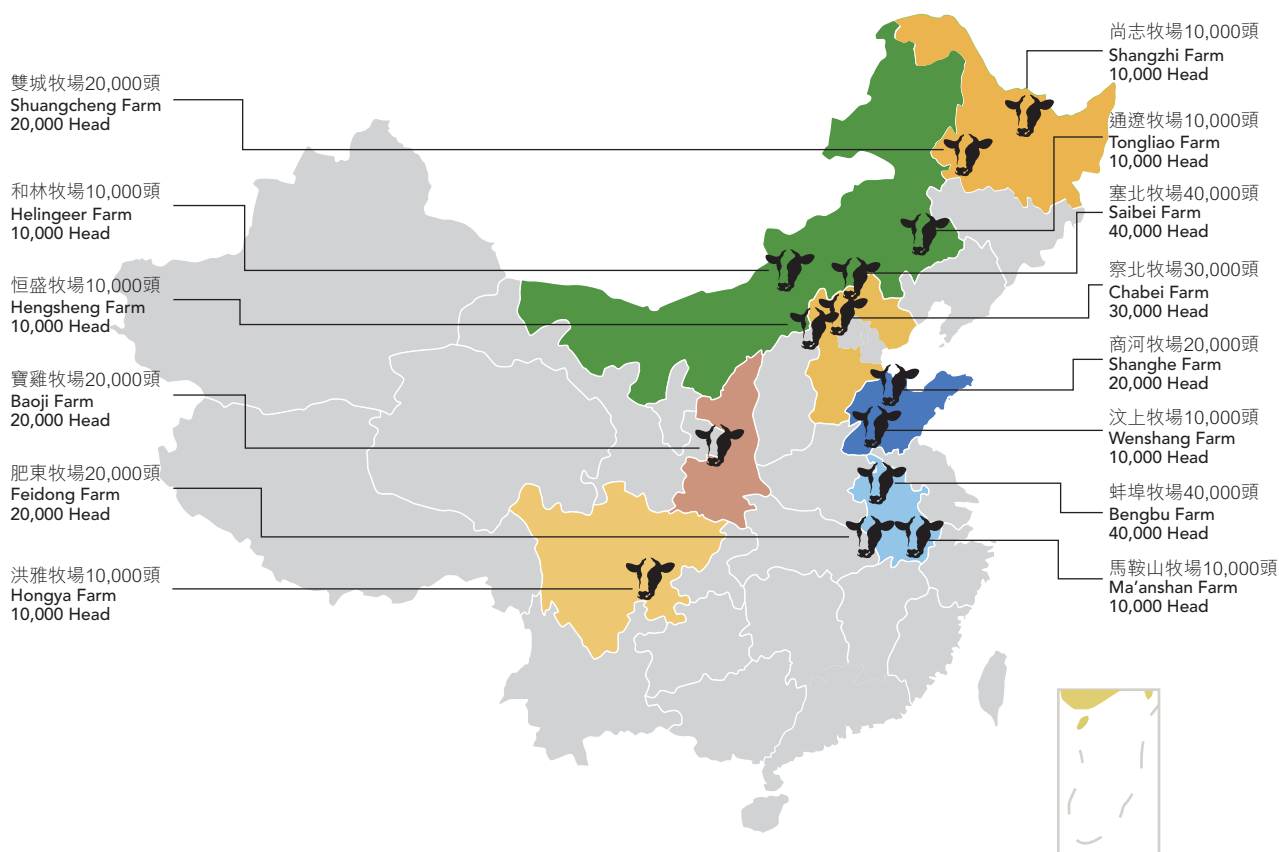 雙城牧場20,000頭
Shuangcheng Farm
20,000 Head
和林牧場10,000頭
Helingeer Farm
10,000 Head
恒盛牧場10,000頭
Hengsheng Farm
10,000 Head
寶雞牧場20,000頭
Baoji Farm
20,000 Head
肥東牧場20,000頭
Feidong Farm
20,000 Head
洪雅牧場10,000頭
Hongya Farm
10,000 Head
尚志牧場10,000頭
Shangzhi Farm
10,000 Head
通遼牧場10,000頭
Tongliao Farm
10,000 Head
塞北牧場40,000頭
Saibei Farm
40,000 Head
察北牧場30,000頭
Chabei Farm
30,000 Head
商河牧場20,000頭
Shanghe Farm
20,000 Head
汶上牧場10,000頭
Wenshang Farm
10,000 Head
蚌埠牧場40,000頭
Bengbu Farm
40,000 Head
馬鞍山牧場10,000頭
Ma‘anshan Farm
10,000 Head